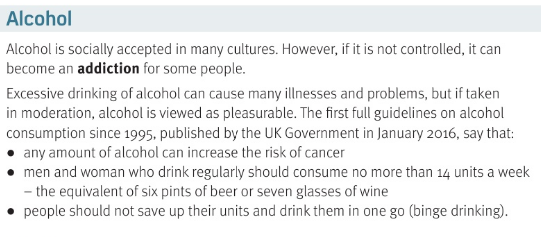 Alcohol
Alcohol is socially accepted in many cultures. However, if it is not controlled, it can
become an addiction for some people.
Excessive drinking of alcohol can cause many illnesses and problems, but if taken
in moderation, alcohol is viewed as pleasurable. The first full guidelines on alcohol
consumption since 1995, published by the UK Government in January 2016, say that:
● any amount of alcohol can increase the risk of cancer
● men and woman who drink regularly should consume no more than 14 units a week
– the equivalent of six pints of beer or seven glasses of wine
● people should not save up their units and drink them in one go (binge drinking).